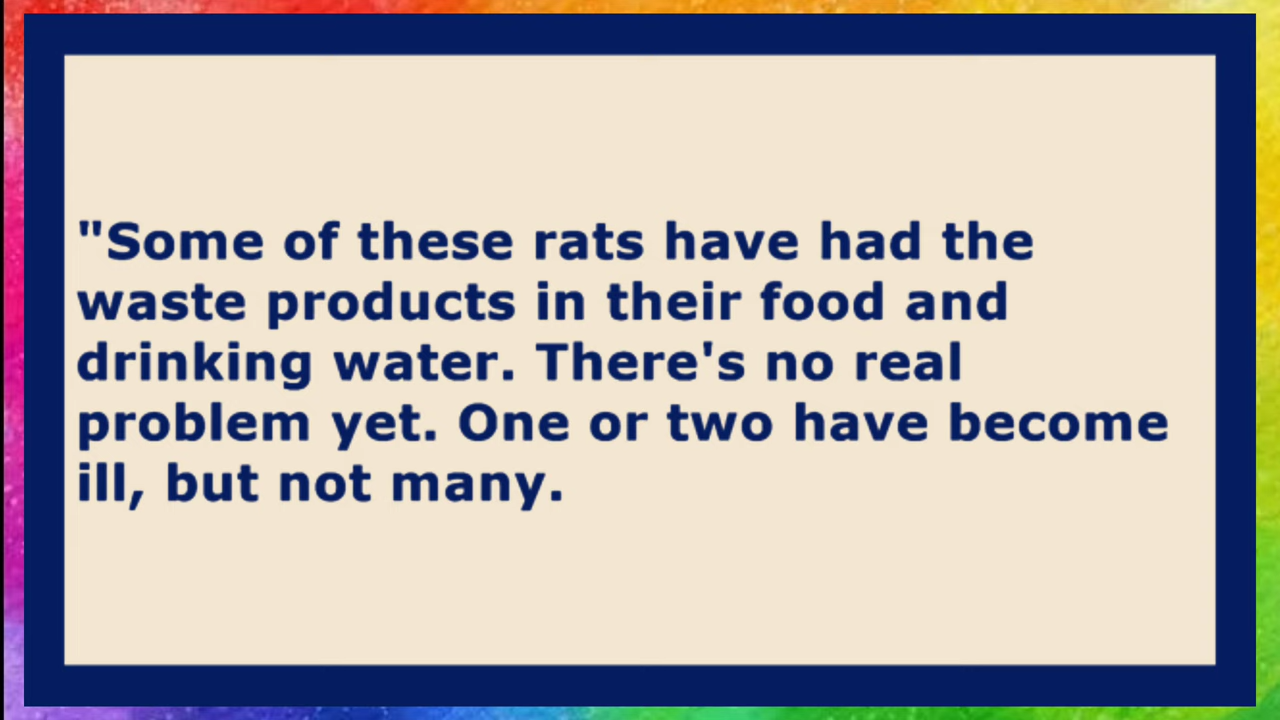 "Some of these rats have had the
waste products in their food and
drinking water. There's no real
problem yet. One or two have become
ill, but not many.